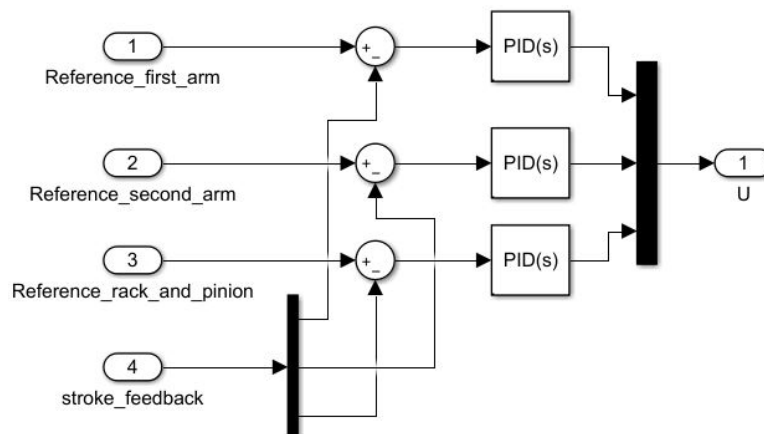 1
Reference_first_arm
+
−
PID(s)
2
Reference_second_arm
+
−
PID(s)
1
U
3
Reference_rack_and_pinion
+
−
PID(s)
4
stroke_feedback